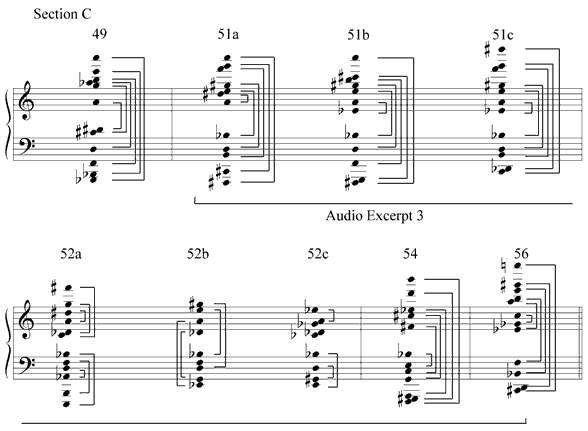 Section C
49 51a 51b 51c
Audio Excerpt 3
52a 52b 52c 54 56